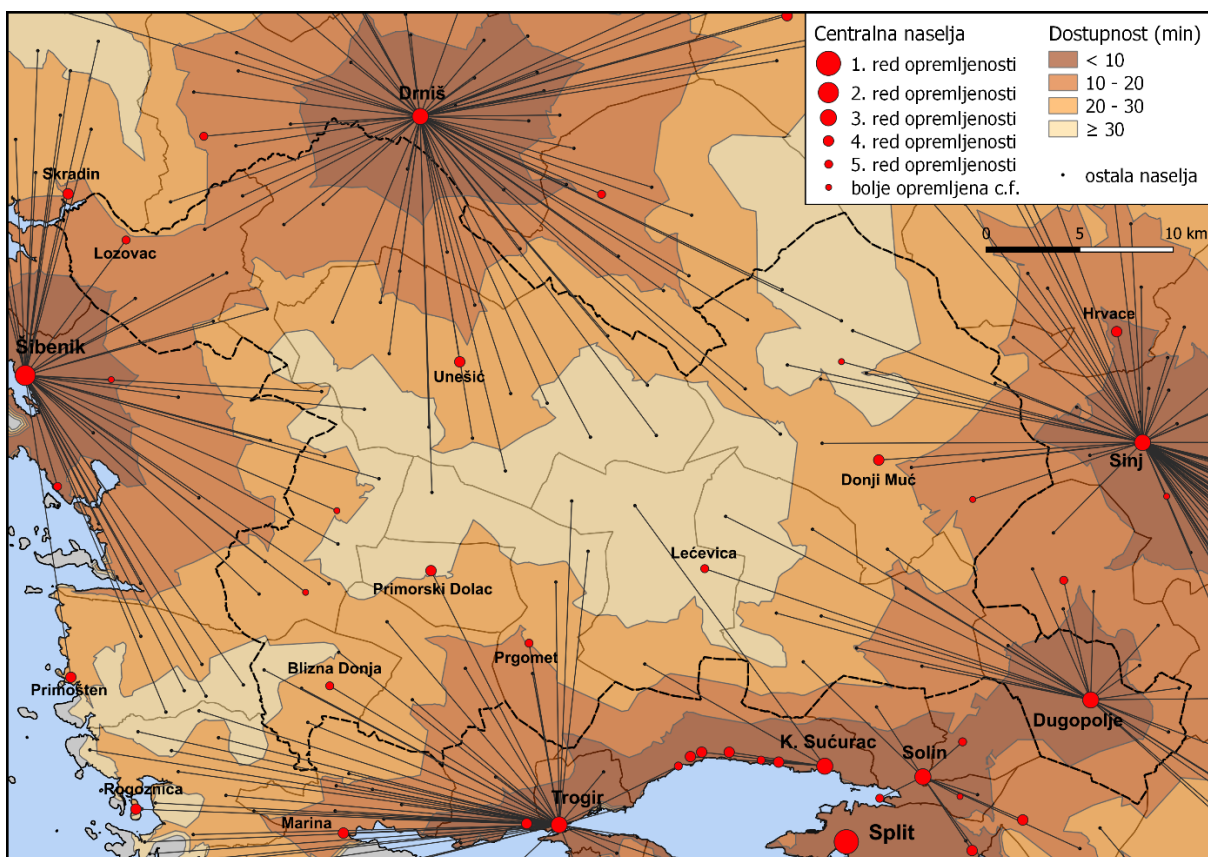 Centralna naselja
1. red opremljenosti
2. red opremljenosti
3. red opremljenosti
4. red opremljenosti
5. red opremljenosti
bolje opremljena c.f.
Dostupnost (min)
< 10
10 - 20
20 - 30
≥ 30
ostala naselja
0 5 10 km
Drniš
Skradin
Lozovac
Hrvace
Šibenik
Unešić
Sinj
Donji Muć
Lećevica
Primorski Dolac
Prgomet
Blizna Donja
Primošten
Dugopolje
K. Sućurac
Solin
Rogoznica
Trogir
Marina
Split